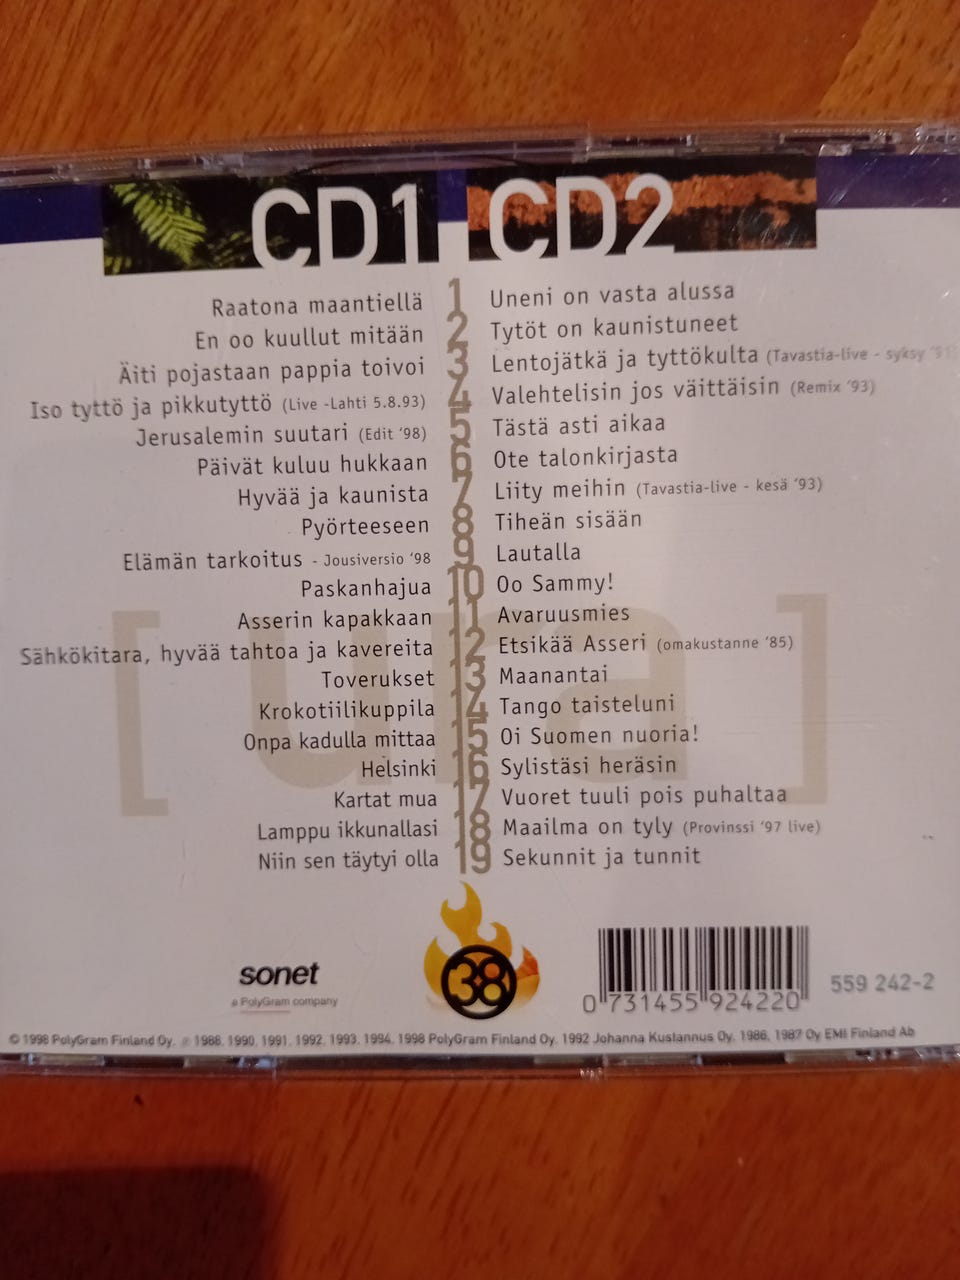 CD1
Raatona maantiellä
En oo kuullut mitään
Äiti pojastaan pappia toivoi
Iso tyttö ja pikkutyttö (Live -Lahti 5.8.93)
Jerusalemin suutari (Edit '98)
Päivät kuluu hukkaan
Hyvää ja kaunista
Pyörteeseen
Elämän tarkoitus - Jousiversio '98
Paskanhajua
Asserin kapakkaan
Sähkökitara, hyvää tahtoa ja kavereita
Toverukset
Krokotiilikuppila
Onpa kadulla mittaa
Helsinki
Kartat mua
Lamppu ikkunallasi
Niin sen täytyi olla
1
2
3
4
5
6
7
8
9
10
11
12
13
14
15
16
17
18
19
CD2
Uneni on vasta alussa
Tytöt on kaunistuneet
Lentojätkä ja tyttökulta (Tavastia-live - syksy '91)
Valehtelisin jos väittäisin (Remix '93)
Tästä asti aikaa
Ote talonkirjasta
Liity meihin (Tavastia-live - kesä '93)
Tiheän sisään
Lautalla
Oo Sammy!
Avaruusmies
Etsikää Asseri (omakustanne '85)
Maanantai
Tango taisteluni
Oi Suomen nuoria!
Sylistäsi heräsin
Vuoret tuuli pois puhaltaa
Maailma on tyly (Provinssi '97 live)
Sekunnit ja tunnit
[ura]
sonet
a PolyGram company
38
0 731455 924220
559 242-2
© 1998 PolyGram Finland Oy. ℗ 1988, 1990, 1991, 1992, 1993, 1994, 1998 PolyGram Finland Oy. 1992 Johanna Kustannus Oy. 1986, 1987 Oy EMI Finland Ab